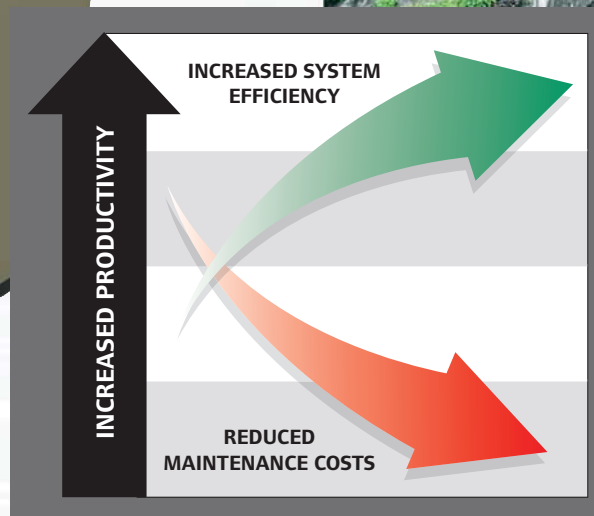 INCREASED SYSTEM
EFFICIENCY
INCREASED PRODUCTIVITY
REDUCED
MAINTENANCE COSTS